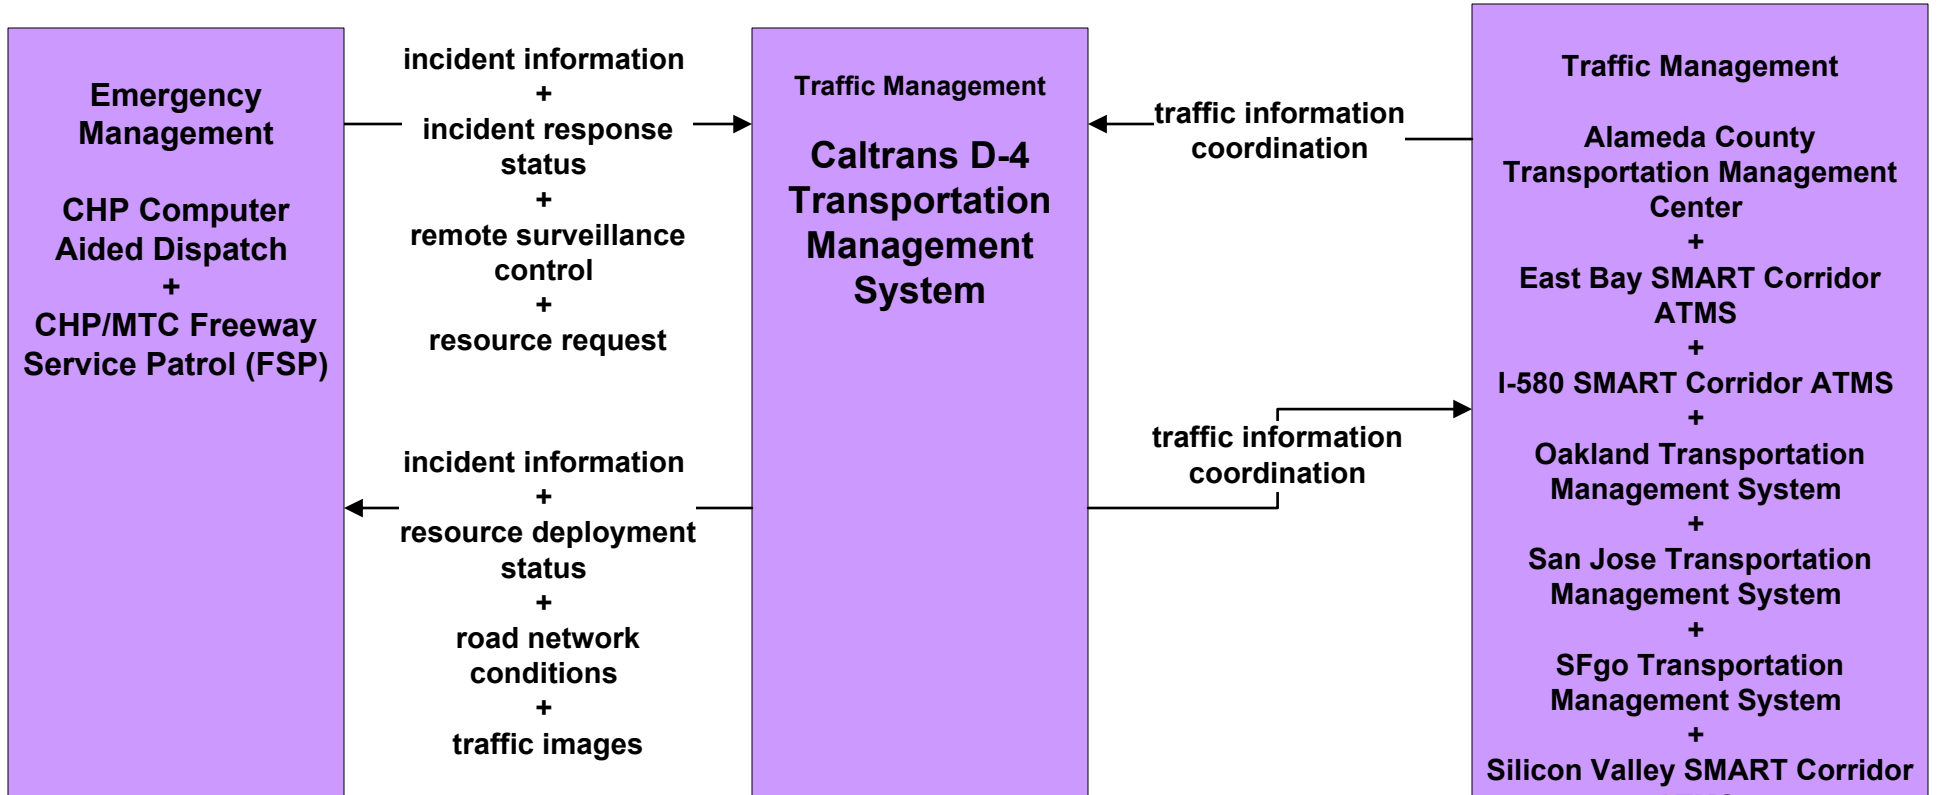 Emergency
Management
CHP Computer
Aided Dispatch
+
CHP/MTC Freeway
Service Patrol (FSP)
incident information
+
incident response
status
+
remote surveillance
control
+
resource request
incident information
+
resource deployment
status
+
road network
conditions
+
traffic images
Traffic Management
Caltrans D-4
Transportation
Management
System
traffic information
coordination
traffic information
coordination
Traffic Management
Alameda County
Transportation Management
Center
+
East Bay SMART Corridor
ATMS
+
I-580 SMART Corridor ATMS
+
Oakland Transportation
Management System
+
San Jose Transportation
Management System
+
SFgo Transportation
Management System
+
Silicon Valley SMART Corridor